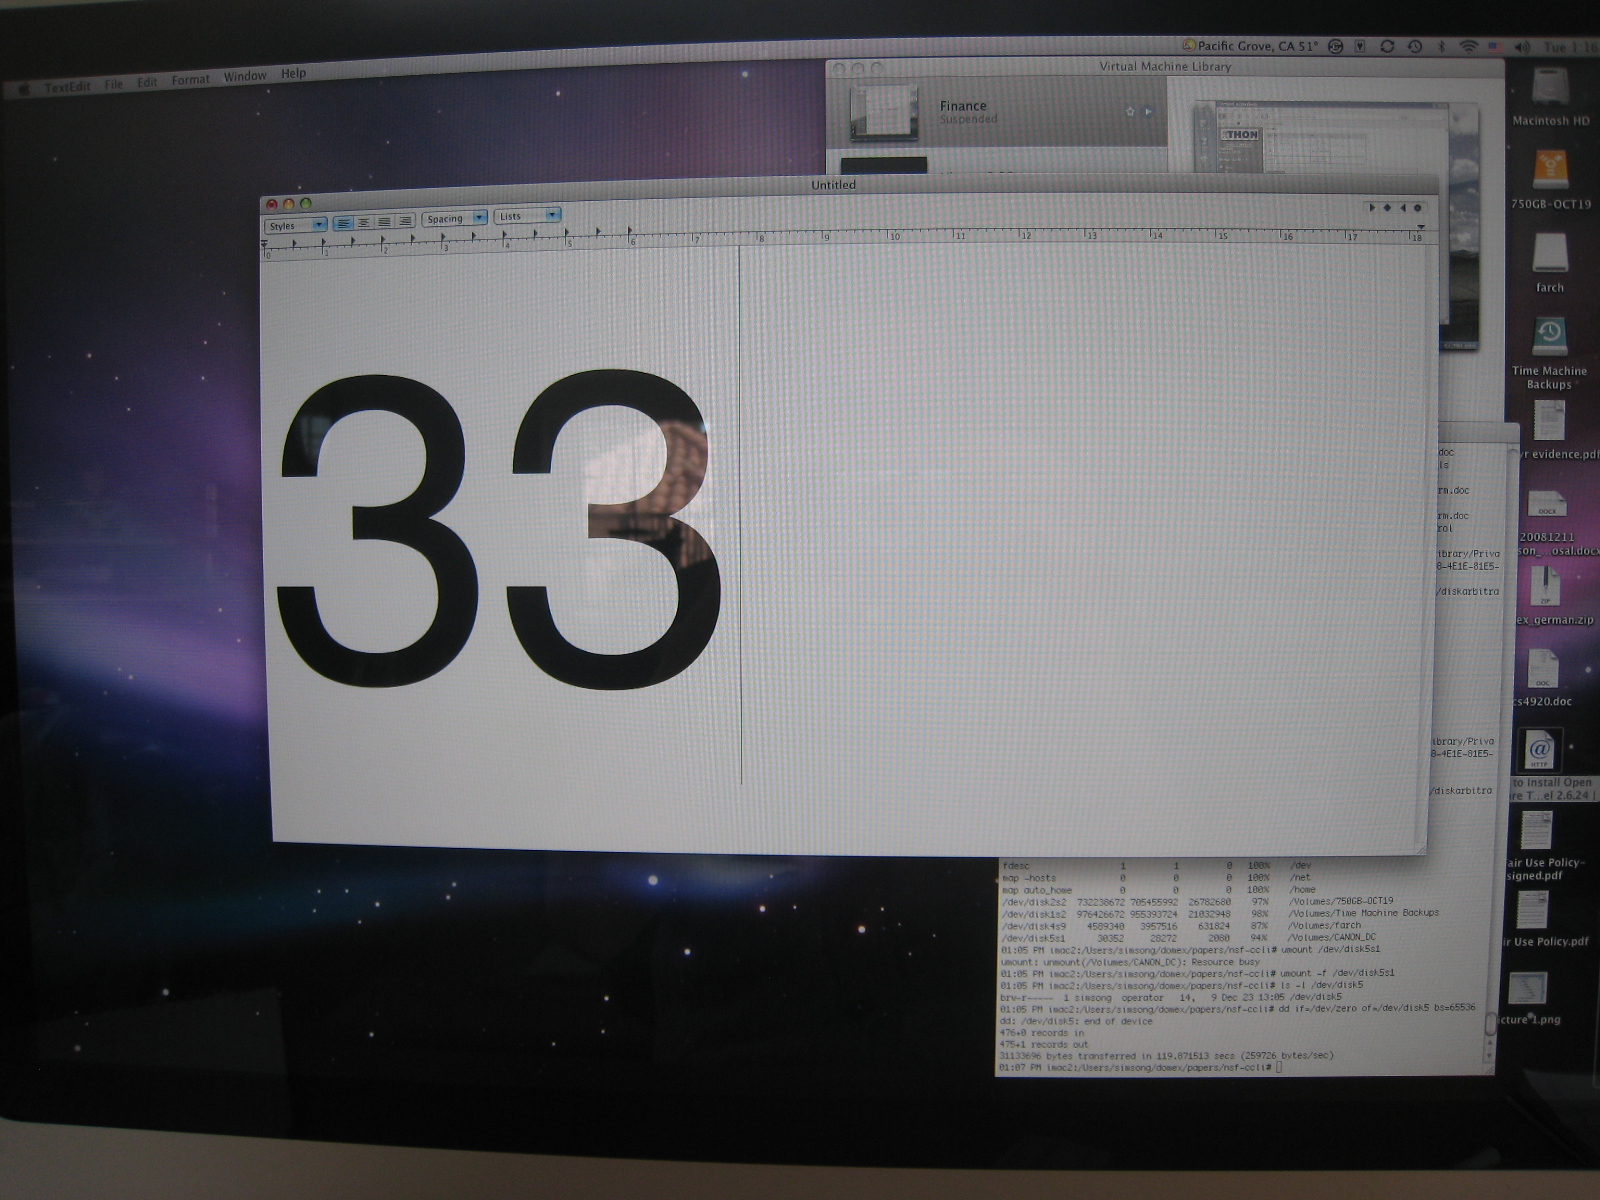 TextEdit File Edit Format Window Help
Pacific Grove, CA 51° Tue 1:16
Virtual Machine Library
Finance
Suspended
THON
Untitled
Styles Spacing Lists
0 1 2 3 4 5 6 7 8 9 10 11 12 13 14 15 16 17 18
33
Macintosh HD
750GB-OCT19
farch
Time Machine
Backups
yr evidence.pdf
DOCX
20081211
son_...osal.docx
ZIP
ex_german.zip
DOC
cs4920.doc
HTTP
to Install Open
re T...el 2.6.24 |
air Use Policy-
signed.pdf
ir Use Policy.pdf
icture 1.png
doc
ls
rm.doc
rm.doc
rol
ibrary/Priva
8-4E1E-81E5-
/diskarbitra
ibrary/Priva
8-4E1E-81E5-
/diskarbitra
fdesc 1 1 0 100% /dev
map -hosts 0 0 0 100% /net
map auto_home 0 0 0 100% /home
/dev/disk2s2 732238672 705455992 26782680 97% /Volumes/750GB-OCT19
/dev/disk1s2 976426672 955393724 21032948 98% /Volumes/Time Machine Backups
/dev/disk4s9 4589340 3957516 631824 87% /Volumes/farch
/dev/disk5s1 30352 28272 2080 94% /Volumes/CANON_DC
01:05 PM imac2:/Users/simsong/domex/papers/nsf-ccli# umount /dev/disk5s1
umount: unmount(/Volumes/CANON_DC): Resource busy
01:05 PM imac2:/Users/simsong/domex/papers/nsf-ccli# umount -f /dev/disk5s1
01:05 PM imac2:/Users/simsong/domex/papers/nsf-ccli# ls -l /dev/disk5
brw-r----- 1 simsong operator 14, 9 Dec 23 13:05 /dev/disk5
01:05 PM imac2:/Users/simsong/domex/papers/nsf-ccli# dd if=/dev/zero of=/dev/disk5 bs=65536
dd: /dev/disk5: end of device
476+0 records in
475+1 records out
31133696 bytes transferred in 119.871513 secs (259726 bytes/sec)
01:07 PM imac2:/Users/simsong/domex/papers/nsf-ccli#